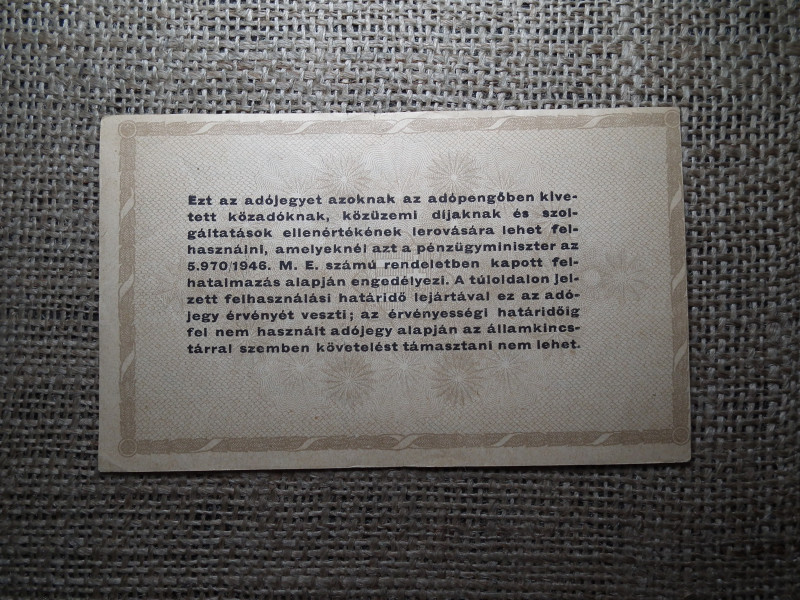 Ezt az adójegyet azoknak az adópengőben kive-
tett közadóknak, közüzemi díjaknak és szol-
gáltatások ellenértékének lerovására lehet fel-
használni, amelyeknél azt a pénzügyminiszter az
5.970/1946. M. E. számú rendeletben kapott fel-
hatalmazás alapján engedélyezi. A túloldalon jel-
zett felhasználási határidő lejártával ez az adó-
jegy érvényét veszti; az érvényességi határidőig
fel nem használt adójegy alapján az államkincs-
tárral szemben követelést támasztani nem lehet.